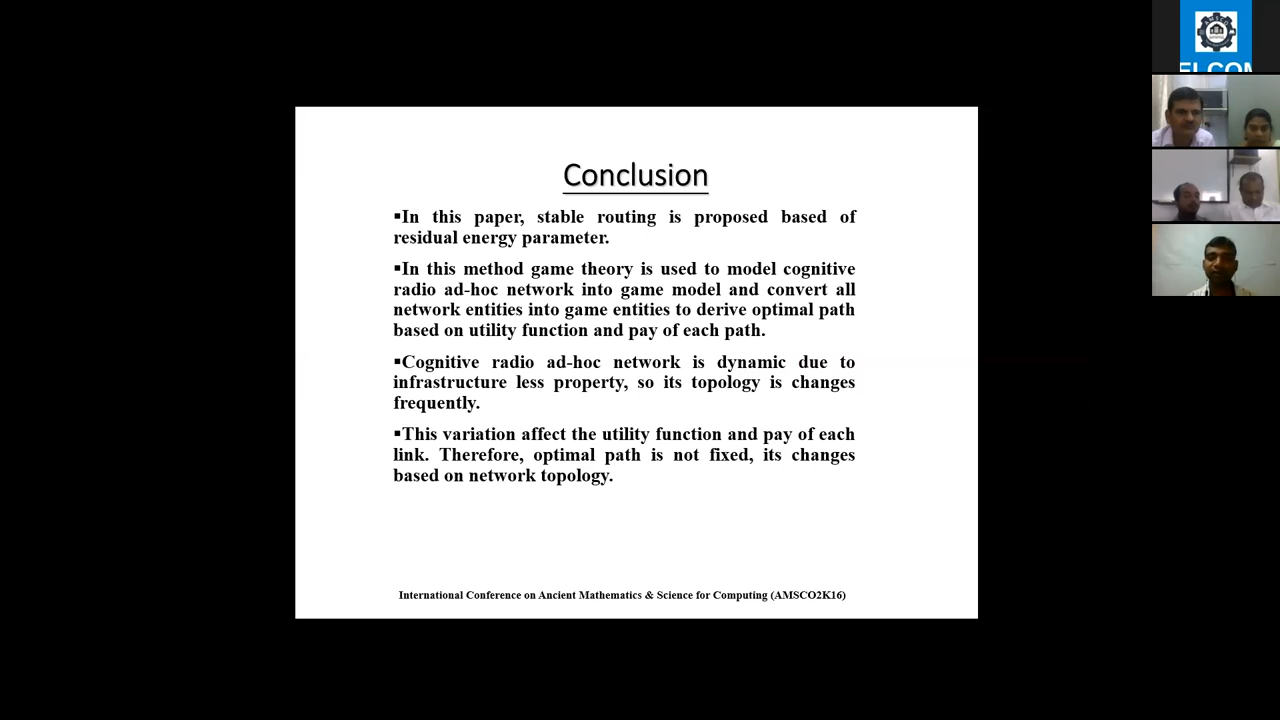 Conclusion
▪In this paper, stable routing is proposed based of
residual energy parameter.
▪In this method game theory is used to model cognitive
radio ad-hoc network into game model and convert all
network entities into game entities to derive optimal path
based on utility function and pay of each path.
▪Cognitive radio ad-hoc network is dynamic due to
infrastructure less property, so its topology is changes
frequently.
▪This variation affect the utility function and pay of each
link. Therefore, optimal path is not fixed, its changes
based on network topology.
International Conference on Ancient Mathematics & Science for Computing (AMSCO2K16)
AMSCO
ELCOM